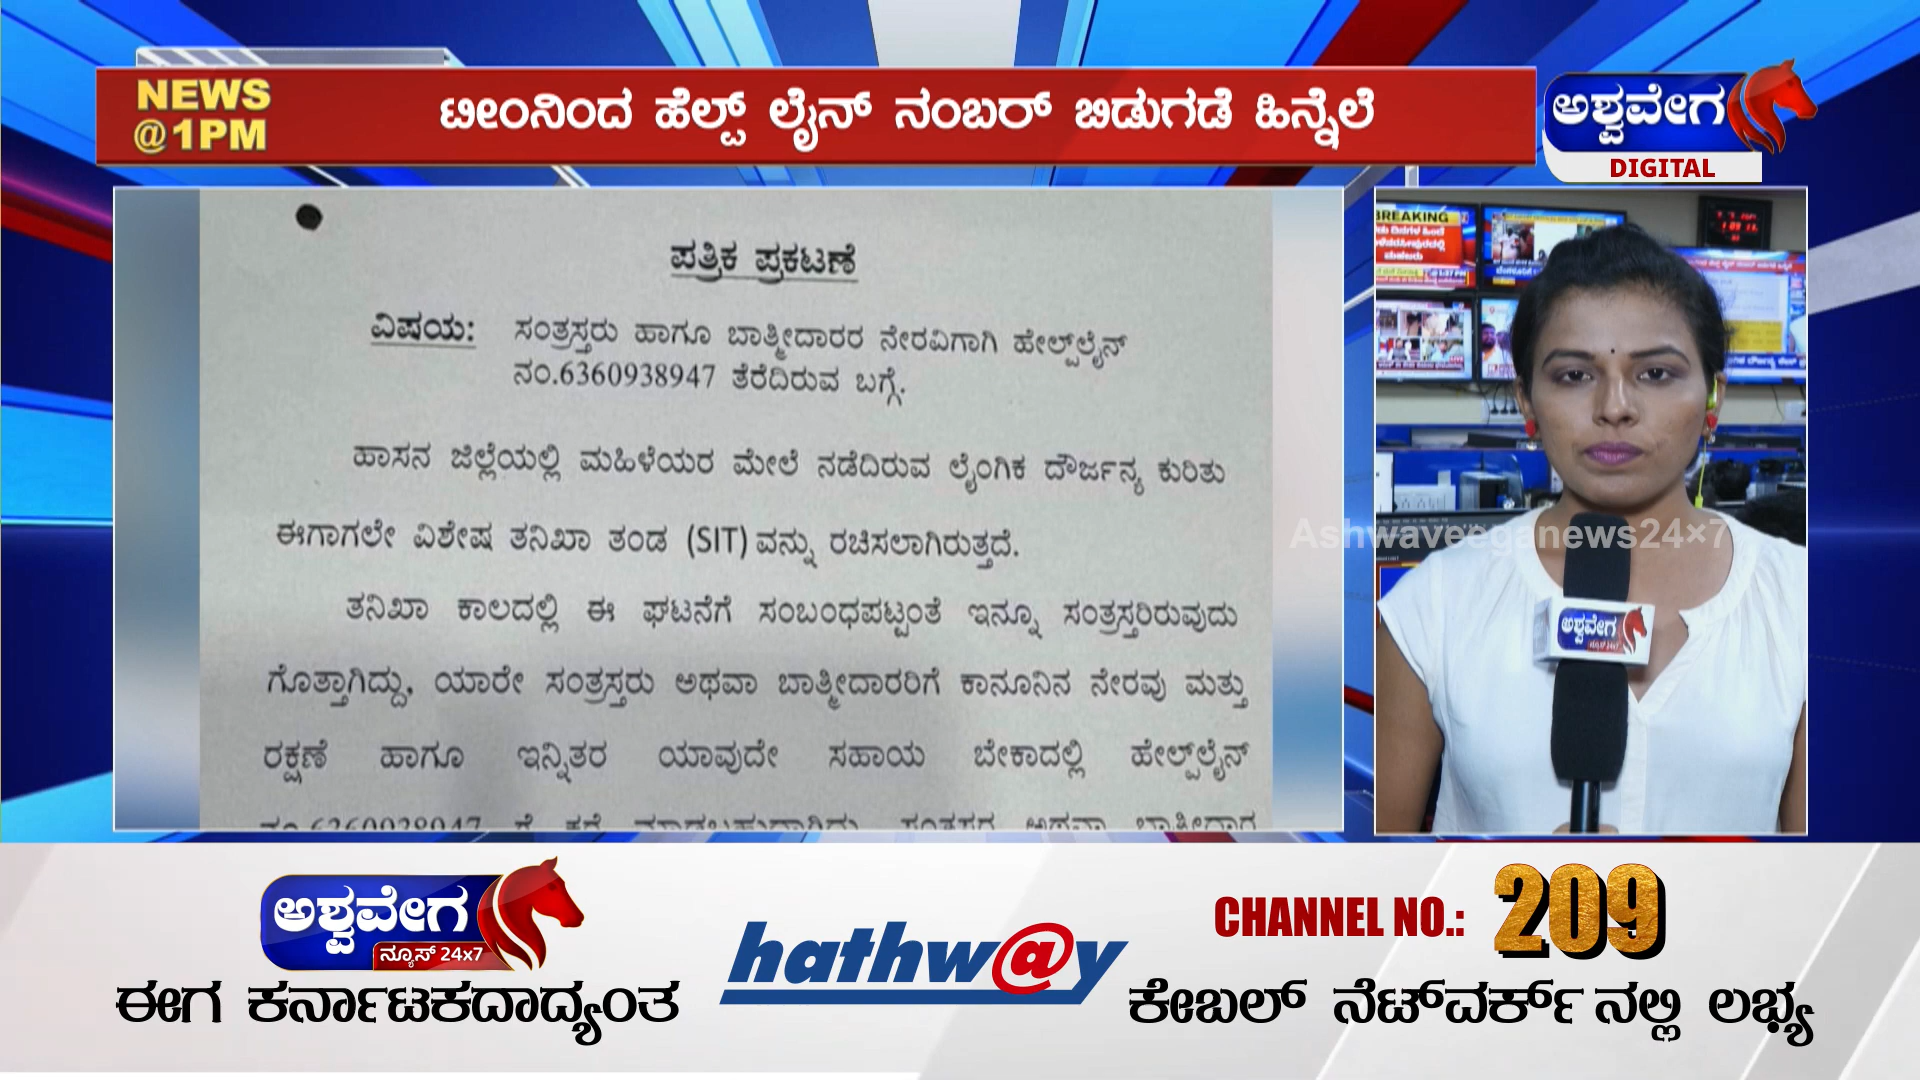 NEWS
@1PM
ಟೀಂನಿಂದ ಹೆಲ್ಪ್ ಲೈನ್ ನಂಬರ್ ಬಿಡುಗಡೆ ಹಿನ್ನೆಲೆ
ಅಶ್ವವೇಗ
DIGITAL
ಪತ್ರಿಕ ಪ್ರಕಟಣೆ
ವಿಷಯ: ಸಂತ್ರಸ್ತರು ಹಾಗೂ ಬಾತ್ಮೀದಾರರ ನೇರವಿಗಾಗಿ ಹೇಲ್ಪ್‌ಲೈನ್
ನಂ.6360938947 ತೆರೆದಿರುವ ಬಗ್ಗೆ.
ಹಾಸನ ಜಿಲ್ಲೆಯಲ್ಲಿ ಮಹಿಳೆಯರ ಮೇಲೆ ನಡೆದಿರುವ ಲೈಂಗಿಕ ದೌರ್ಜನ್ಯ ಕುರಿತು
ಈಗಾಗಲೇ ವಿಶೇಷ ತನಿಖಾ ತಂಡ (SIT) ವನ್ನು ರಚಿಸಲಾಗಿರುತ್ತದೆ.
ತನಿಖಾ ಕಾಲದಲ್ಲಿ ಈ ಘಟನೆಗೆ ಸಂಬಂಧಪಟ್ಟಂತೆ ಇನ್ನೂ ಸಂತ್ರಸ್ತರಿರುವುದು
ಗೊತ್ತಾಗಿದ್ದು, ಯಾರೇ ಸಂತ್ರಸ್ತರು ಅಥವಾ ಬಾತ್ಮೀದಾರರಿಗೆ ಕಾನೂನಿನ ನೇರವು ಮತ್ತು
ರಕ್ಷಣೆ ಹಾಗೂ ಇನ್ನಿತರ ಯಾವುದೇ ಸಹಾಯ ಬೇಕಾದಲ್ಲಿ ಹೇಲ್ಪ್‌ಲೈನ್
BREAKING
Ashwaveeganews24×7
ಅಶ್ವವೇಗ
ಅಶ್ವವೇಗ
ನ್ಯೂಸ್ 24x7
ಈಗ ಕರ್ನಾಟಕದಾದ್ಯಂತ
hathw@y
CHANNEL NO.: 209
ಕೇಬಲ್ ನೆಟ್‌ವರ್ಕ್ ನಲ್ಲಿ ಲಭ್ಯ